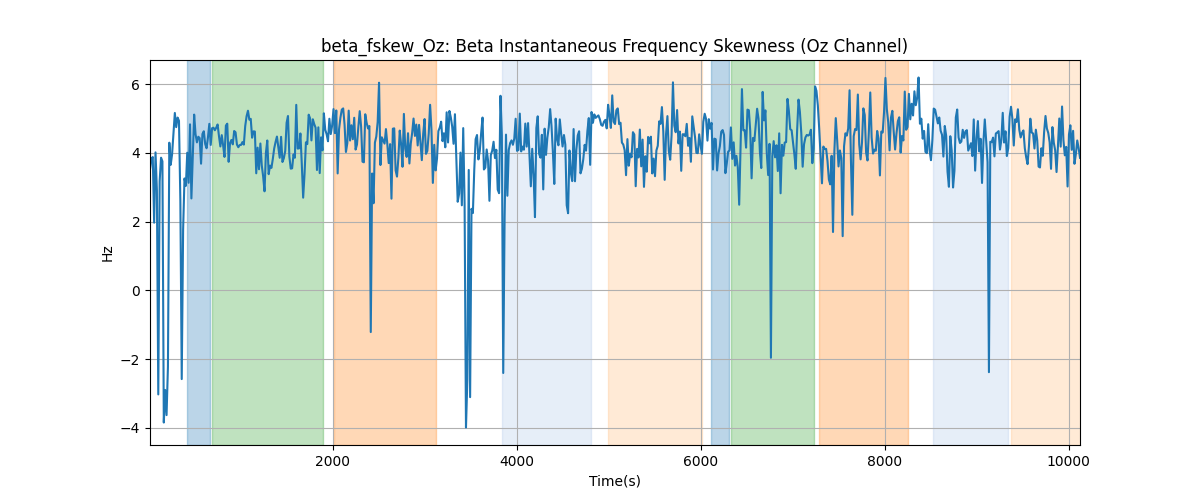 beta_fskew_Oz: Beta Instantaneous Frequency Skewness (Oz Channel)
6
4
2
0
−2
−4
Hz
2000 4000 6000 8000 10000
Time(s)